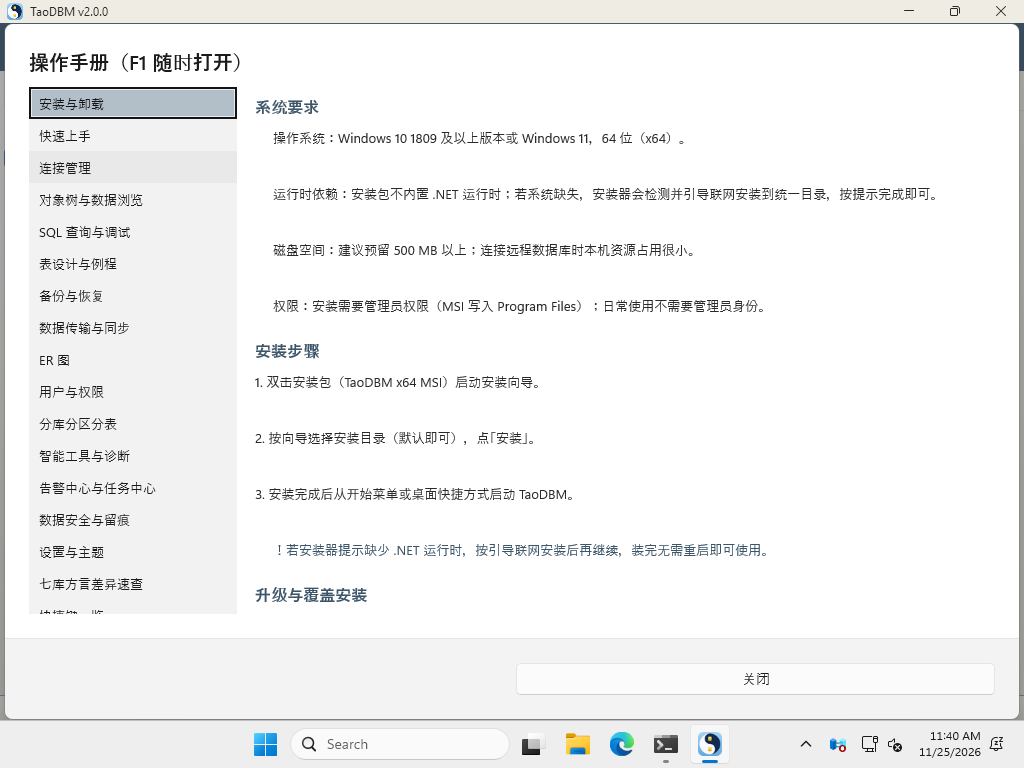 TaoDBM v2.0.0
操作手册（F1 随时打开）
安装与卸载
快速上手
连接管理
对象树与数据浏览
SQL 查询与调试
表设计与例程
备份与恢复
数据传输与同步
ER 图
用户与权限
分库分区分表
智能工具与诊断
告警中心与任务中心
数据安全与留痕
设置与主题
七库方言差异速查
系统要求
操作系统：Windows 10 1809 及以上版本或 Windows 11，64 位（x64）。
运行时依赖：安装包不内置 .NET 运行时；若系统缺失，安装器会检测并引导联网安装到统一目录，按提示完成即可。
磁盘空间：建议预留 500 MB 以上；连接远程数据库时本机资源占用很小。
权限：安装需要管理员权限（MSI 写入 Program Files）；日常使用不需要管理员身份。
安装步骤
1. 双击安装包（TaoDBM x64 MSI）启动安装向导。
2. 按向导选择安装目录（默认即可），点「安装」。
3. 安装完成后从开始菜单或桌面快捷方式启动 TaoDBM。
！若安装器提示缺少 .NET 运行时，按引导联网安装后再继续，装完无需重启即可使用。
升级与覆盖安装
关闭
Search
11:40 AM
11/25/2026